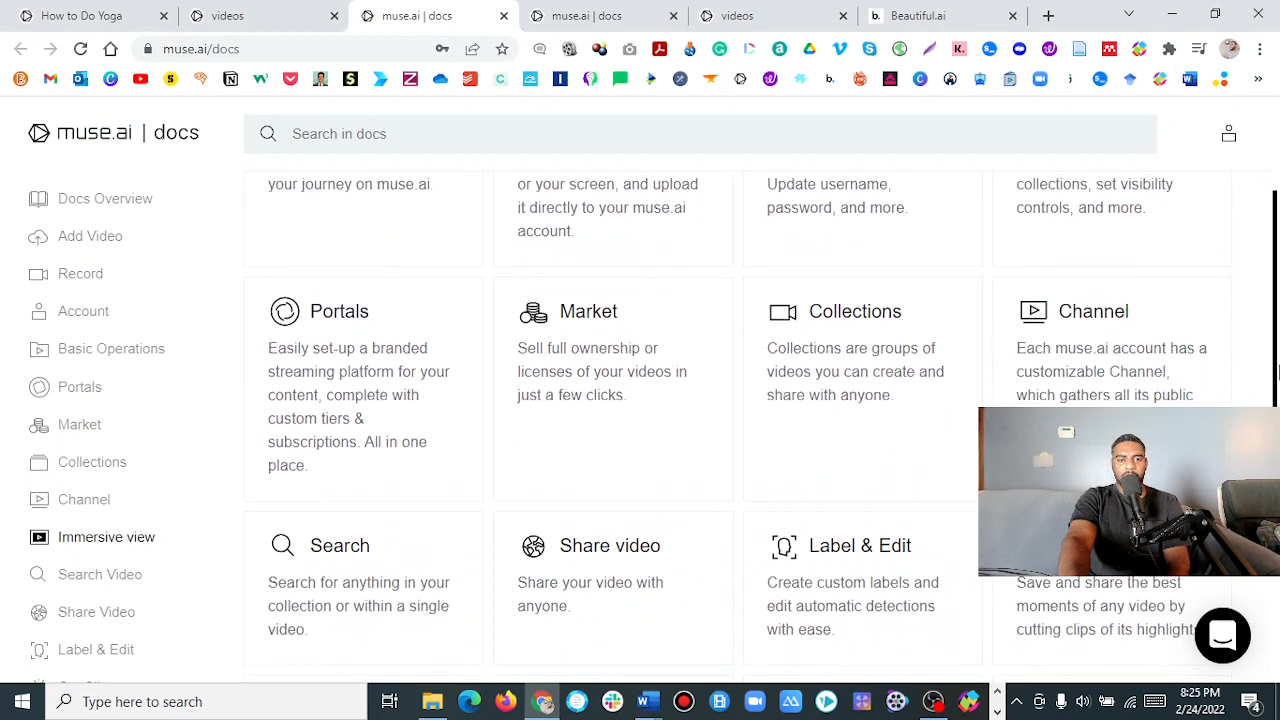 How to Do Yoga
videos
muse.ai | docs
muse.ai | docs
videos
Beautiful.ai
muse.ai/docs
muse.ai | docs
Search in docs
Docs Overview
Add Video
Record
Account
Basic Operations
Portals
Market
Collections
Channel
Immersive view
Search Video
Share Video
Label & Edit
your journey on muse.ai.
or your screen, and upload
it directly to your muse.ai
account.
Update username,
password, and more.
collections, set visibility
controls, and more.
Portals
Easily set-up a branded
streaming platform for your
content, complete with
custom tiers &
subscriptions. All in one
place.
Market
Sell full ownership or
licenses of your videos in
just a few clicks.
Collections
Collections are groups of
videos you can create and
share with anyone.
Channel
Each muse.ai account has a
customizable Channel,
which gathers all its public
Search
Search for anything in your
collection or within a single
video.
Share video
Share your video with
anyone.
Label & Edit
Create custom labels and
edit automatic detections
with ease.
Save and share the best
moments of any video by
cutting clips of its highlight
Type here to search
8:25 PM
2/24/2022